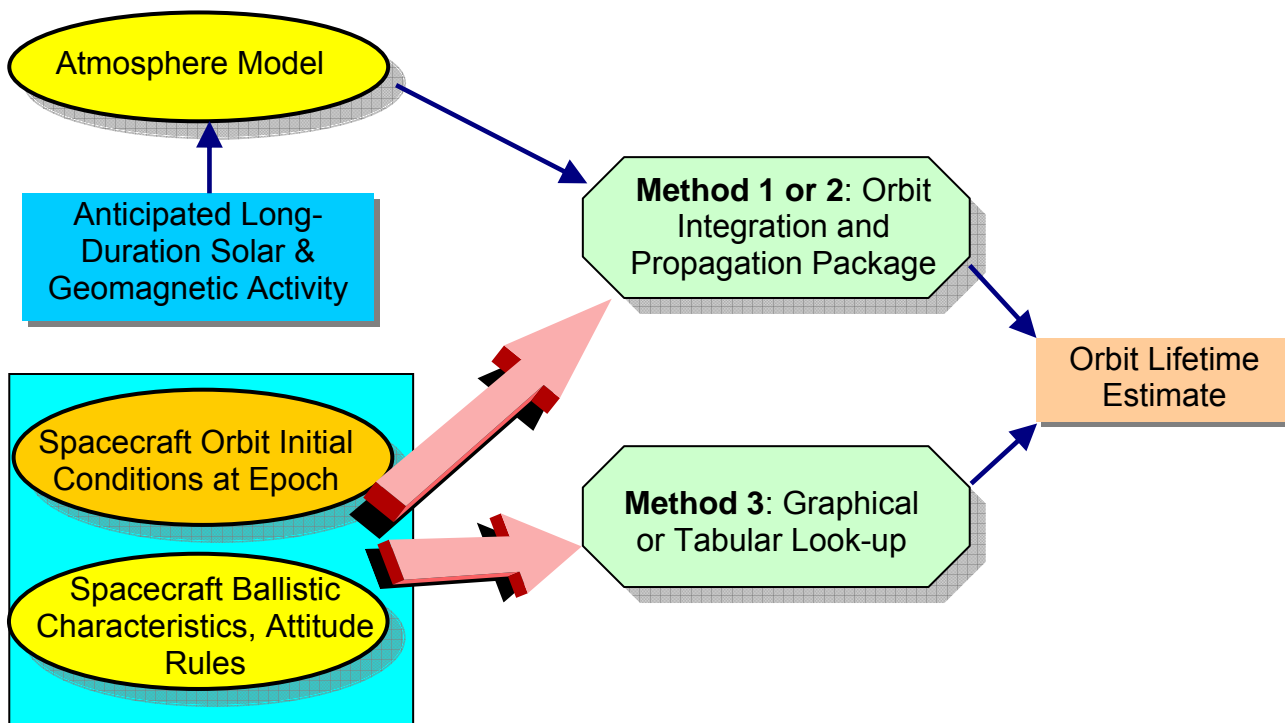 Atmosphere Model
Anticipated Long-
Duration Solar &
Geomagnetic Activity
Method 1 or 2: Orbit
Integration and
Propagation Package
Orbit Lifetime
Estimate
Spacecraft Orbit Initial
Conditions at Epoch
Method 3: Graphical
or Tabular Look-up
Spacecraft Ballistic
Characteristics, Attitude
Rules